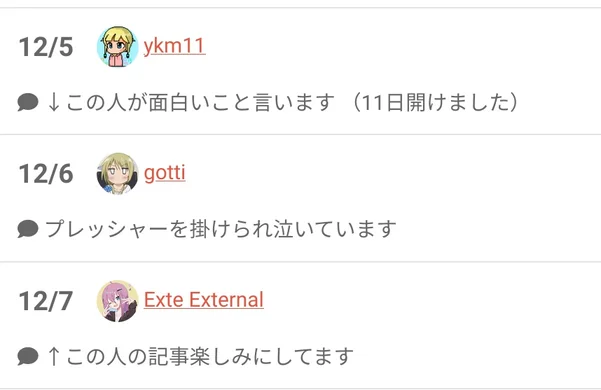 12/5 ykm11
↓この人が面白いこと言います （11日開けました）
12/6 gotti
プレッシャーを掛けられ泣いています
12/7 Exte External
↑この人の記事楽しみにしてます